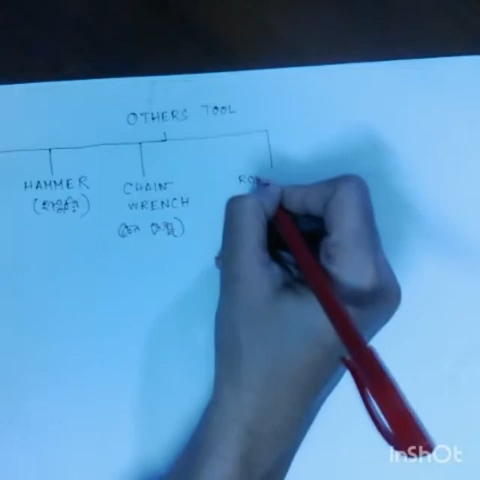 OTHERS TOOL
HAMMER
(হাতুড়ি)
CHAIN
WRENCH
InShOt